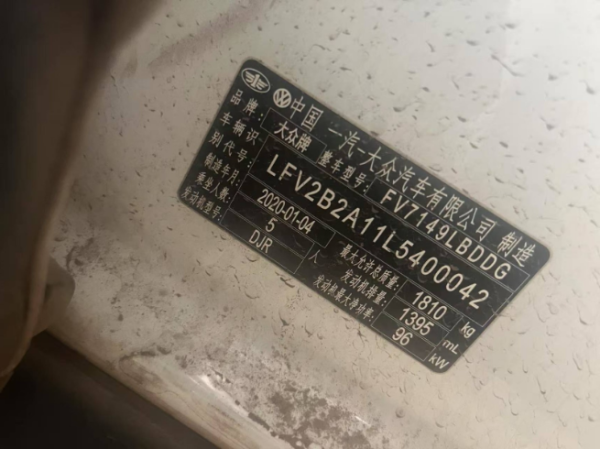 中国 一汽-大众汽车有限公司 制造
品牌: 大众牌 整车型号: FV7149LBDDG
车辆识别代号: LFV2B2A11L5400042
制造年月: 2020-01-04 最大允许总质量: 1810 kg
乘坐人数: 5 人 发动机排量: 1395 mL
发动机型号: DJR 发动机最大净功率: 96 kW